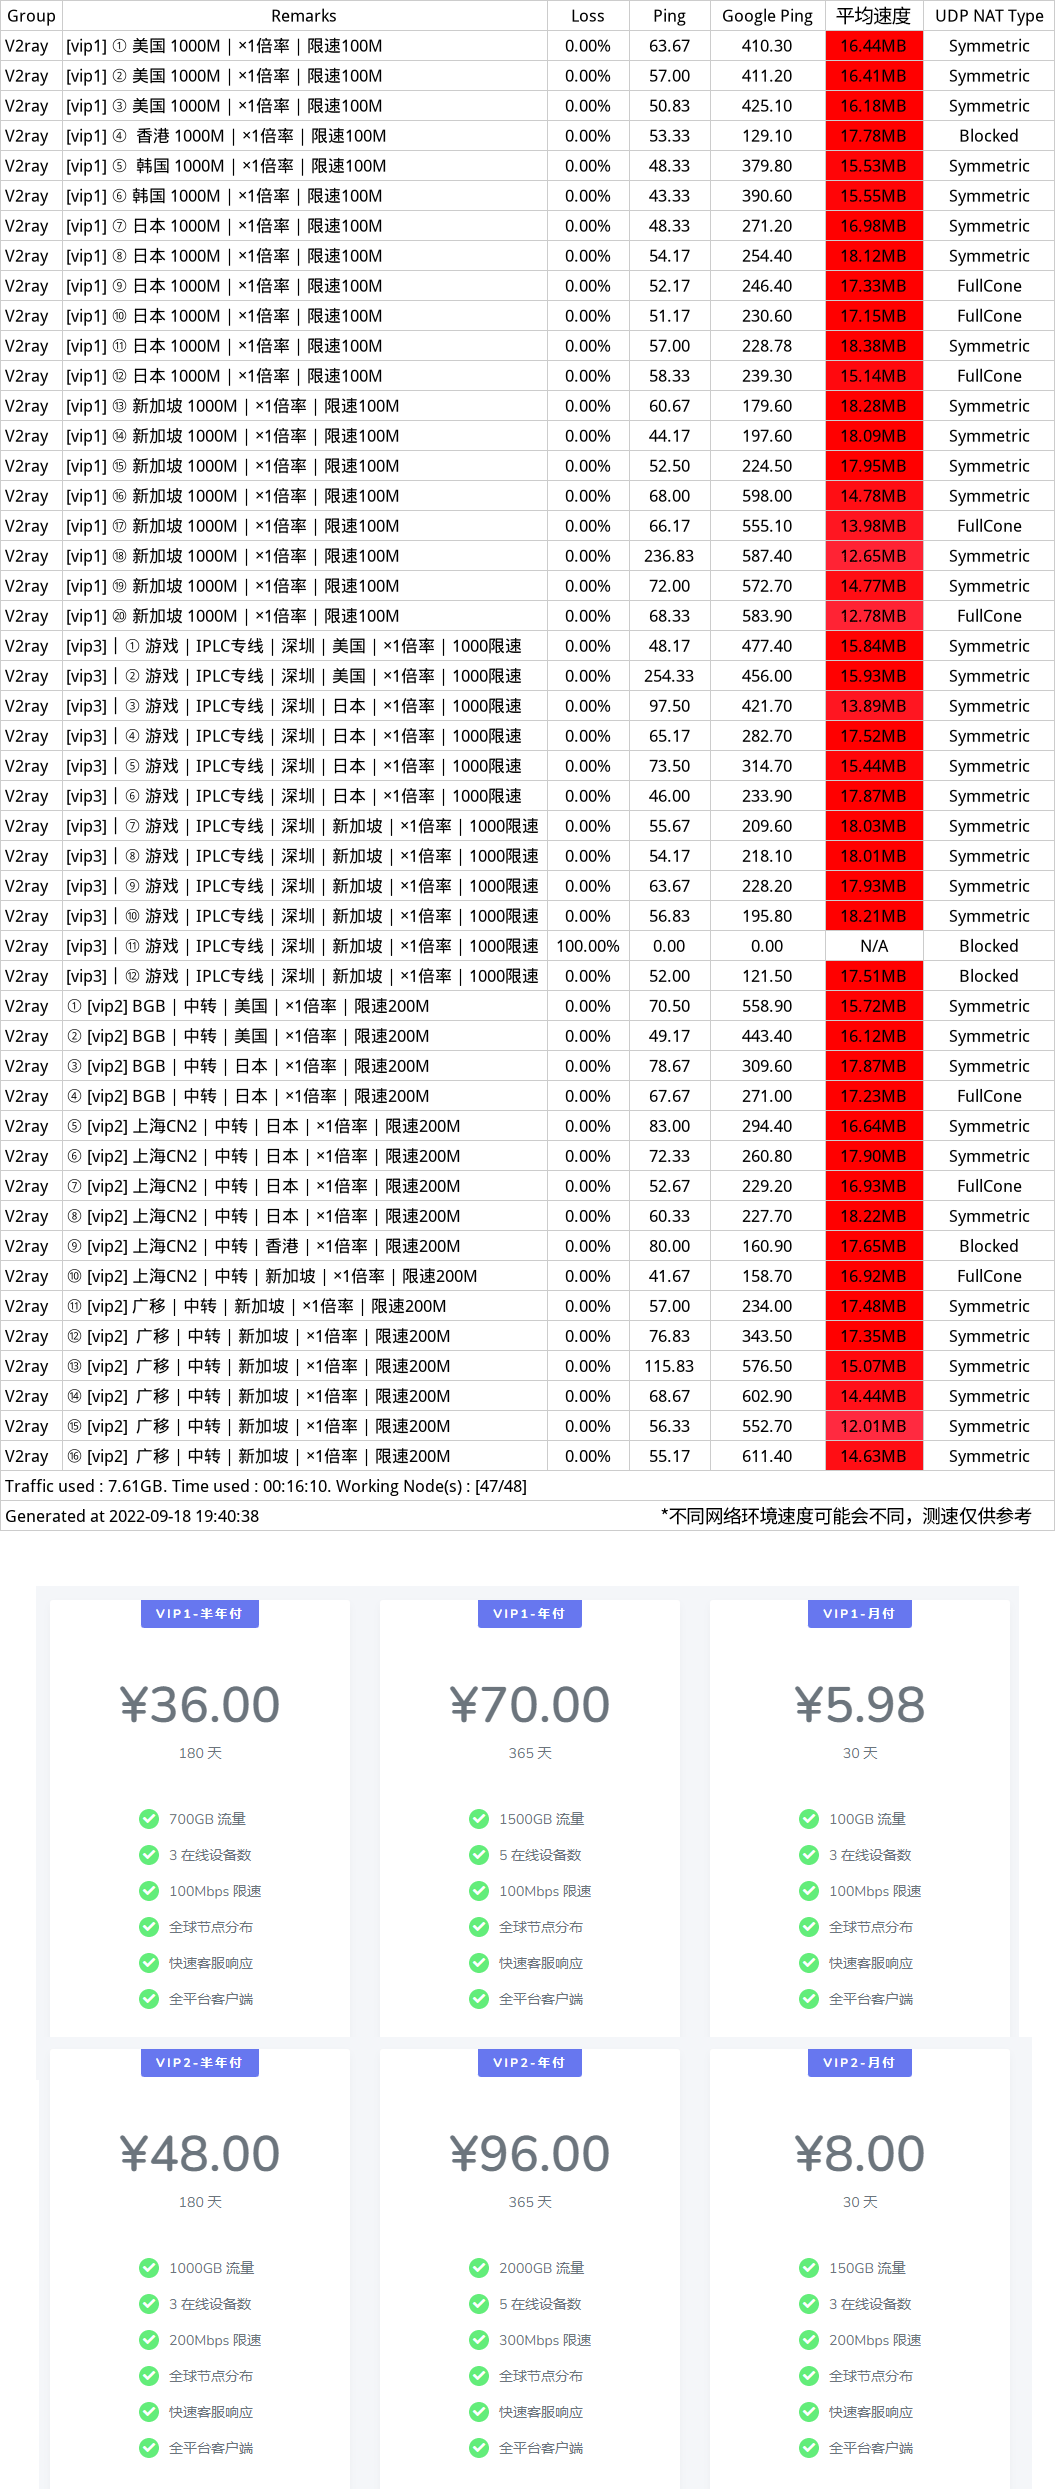 Group Remarks Loss Ping Google Ping 平均速度 UDP NAT Type
V2ray [vip1] ① 美国 1000M | ×1倍率 | 限速100M 0.00% 63.67 410.30 16.44MB Symmetric
V2ray [vip1] ② 美国 1000M | ×1倍率 | 限速100M 0.00% 57.00 411.20 16.41MB Symmetric
V2ray [vip1] ③ 美国 1000M | ×1倍率 | 限速100M 0.00% 50.83 425.10 16.18MB Symmetric
V2ray [vip1] ④ 香港 1000M | ×1倍率 | 限速100M 0.00% 53.33 129.10 17.78MB Blocked
V2ray [vip1] ⑤ 韩国 1000M | ×1倍率 | 限速100M 0.00% 48.33 379.80 15.53MB Symmetric
V2ray [vip1] ⑥ 韩国 1000M | ×1倍率 | 限速100M 0.00% 43.33 390.60 15.55MB Symmetric
V2ray [vip1] ⑦ 日本 1000M | ×1倍率 | 限速100M 0.00% 48.33 271.20 16.98MB Symmetric
V2ray [vip1] ⑧ 日本 1000M | ×1倍率 | 限速100M 0.00% 54.17 254.40 18.12MB Symmetric
V2ray [vip1] ⑨ 日本 1000M | ×1倍率 | 限速100M 0.00% 52.17 246.40 17.33MB FullCone
V2ray [vip1] ⑩ 日本 1000M | ×1倍率 | 限速100M 0.00% 51.17 230.60 17.15MB FullCone
V2ray [vip1] ⑪ 日本 1000M | ×1倍率 | 限速100M 0.00% 57.00 228.78 18.38MB Symmetric
V2ray [vip1] ⑫ 日本 1000M | ×1倍率 | 限速100M 0.00% 58.33 239.30 15.14MB FullCone
V2ray [vip1] ⑬ 新加坡 1000M | ×1倍率 | 限速100M 0.00% 60.67 179.60 18.28MB Symmetric
V2ray [vip1] ⑭ 新加坡 1000M | ×1倍率 | 限速100M 0.00% 44.17 197.60 18.09MB Symmetric
V2ray [vip1] ⑮ 新加坡 1000M | ×1倍率 | 限速100M 0.00% 52.50 224.50 17.95MB Symmetric
V2ray [vip1] ⑯ 新加坡 1000M | ×1倍率 | 限速100M 0.00% 68.00 598.00 14.78MB Symmetric
V2ray [vip1] ⑰ 新加坡 1000M | ×1倍率 | 限速100M 0.00% 66.17 555.10 13.98MB FullCone
V2ray [vip1] ⑱ 新加坡 1000M | ×1倍率 | 限速100M 0.00% 236.83 587.40 12.65MB Symmetric
V2ray [vip1] ⑲ 新加坡 1000M | ×1倍率 | 限速100M 0.00% 72.00 572.70 14.77MB Symmetric
V2ray [vip1] ⑳ 新加坡 1000M | ×1倍率 | 限速100M 0.00% 68.33 583.90 12.78MB FullCone
V2ray [vip3]｜① 游戏 | IPLC专线 | 深圳 | 美国 | ×1倍率 | 1000限速 0.00% 48.17 477.40 15.84MB Symmetric
V2ray [vip3]｜② 游戏 | IPLC专线 | 深圳 | 美国 | ×1倍率 | 1000限速 0.00% 254.33 456.00 15.93MB Symmetric
V2ray [vip3]｜③ 游戏 | IPLC专线 | 深圳 | 日本 | ×1倍率 | 1000限速 0.00% 97.50 421.70 13.89MB Symmetric
V2ray [vip3]｜④ 游戏 | IPLC专线 | 深圳 | 日本 | ×1倍率 | 1000限速 0.00% 65.17 282.70 17.52MB Symmetric
V2ray [vip3]｜⑤ 游戏 | IPLC专线 | 深圳 | 日本 | ×1倍率 | 1000限速 0.00% 73.50 314.70 15.44MB Symmetric
V2ray [vip3]｜⑥ 游戏 | IPLC专线 | 深圳 | 日本 | ×1倍率 | 1000限速 0.00% 46.00 233.90 17.87MB Symmetric
V2ray [vip3]｜⑦ 游戏 | IPLC专线 | 深圳 | 新加坡 | ×1倍率 | 1000限速 0.00% 55.67 209.60 18.03MB Symmetric
V2ray [vip3]｜⑧ 游戏 | IPLC专线 | 深圳 | 新加坡 | ×1倍率 | 1000限速 0.00% 54.17 218.10 18.01MB Symmetric
V2ray [vip3]｜⑨ 游戏 | IPLC专线 | 深圳 | 新加坡 | ×1倍率 | 1000限速 0.00% 63.67 228.20 17.93MB Symmetric
V2ray [vip3]｜⑩ 游戏 | IPLC专线 | 深圳 | 新加坡 | ×1倍率 | 1000限速 0.00% 56.83 195.80 18.21MB Symmetric
V2ray [vip3]｜⑪ 游戏 | IPLC专线 | 深圳 | 新加坡 | ×1倍率 | 1000限速 100.00% 0.00 0.00 N/A Blocked
V2ray [vip3]｜⑫ 游戏 | IPLC专线 | 深圳 | 新加坡 | ×1倍率 | 1000限速 0.00% 52.00 121.50 17.51MB Blocked
V2ray ① [vip2] BGB | 中转 | 美国 | ×1倍率 | 限速200M 0.00% 70.50 558.90 15.72MB Symmetric
V2ray ② [vip2] BGB | 中转 | 美国 | ×1倍率 | 限速200M 0.00% 49.17 443.40 16.12MB Symmetric
V2ray ③ [vip2] BGB | 中转 | 日本 | ×1倍率 | 限速200M 0.00% 78.67 309.60 17.87MB Symmetric
V2ray ④ [vip2] BGB | 中转 | 日本 | ×1倍率 | 限速200M 0.00% 67.67 271.00 17.23MB FullCone
V2ray ⑤ [vip2] 上海CN2 | 中转 | 日本 | ×1倍率 | 限速200M 0.00% 83.00 294.40 16.64MB Symmetric
V2ray ⑥ [vip2] 上海CN2 | 中转 | 日本 | ×1倍率 | 限速200M 0.00% 72.33 260.80 17.90MB Symmetric
V2ray ⑦ [vip2] 上海CN2 | 中转 | 日本 | ×1倍率 | 限速200M 0.00% 52.67 229.20 16.93MB FullCone
V2ray ⑧ [vip2] 上海CN2 | 中转 | 日本 | ×1倍率 | 限速200M 0.00% 60.33 227.70 18.22MB Symmetric
V2ray ⑨ [vip2] 上海CN2 | 中转 | 香港 | ×1倍率 | 限速200M 0.00% 80.00 160.90 17.65MB Blocked
V2ray ⑩ [vip2] 上海CN2 | 中转 | 新加坡 | ×1倍率 | 限速200M 0.00% 41.67 158.70 16.92MB FullCone
V2ray ⑪ [vip2] 广移 | 中转 | 新加坡 | ×1倍率 | 限速200M 0.00% 57.00 234.00 17.48MB Symmetric
V2ray ⑫ [vip2] 广移 | 中转 | 新加坡 | ×1倍率 | 限速200M 0.00% 76.83 343.50 17.35MB Symmetric
V2ray ⑬ [vip2] 广移 | 中转 | 新加坡 | ×1倍率 | 限速200M 0.00% 115.83 576.50 15.07MB Symmetric
V2ray ⑭ [vip2] 广移 | 中转 | 新加坡 | ×1倍率 | 限速200M 0.00% 68.67 602.90 14.44MB Symmetric
V2ray ⑮ [vip2] 广移 | 中转 | 新加坡 | ×1倍率 | 限速200M 0.00% 56.33 552.70 12.01MB Symmetric
V2ray ⑯ [vip2] 广移 | 中转 | 新加坡 | ×1倍率 | 限速200M 0.00% 55.17 611.40 14.63MB Symmetric
Traffic used : 7.61GB. Time used : 00:16:10. Working Node(s) : [47/48]
Generated at 2022-09-18 19:40:38 *不同网络环境速度可能会不同，测速仅供参考
VIP1-半年付 VIP1-年付 VIP1-月付
¥36.00 ¥70.00 ¥5.98
180 天 365 天 30 天
700GB 流量 1500GB 流量 100GB 流量
3 在线设备数 5 在线设备数 3 在线设备数
100Mbps 限速 100Mbps 限速 100Mbps 限速
全球节点分布 全球节点分布 全球节点分布
快速客服响应 快速客服响应 快速客服响应
全平台客户端 全平台客户端 全平台客户端
VIP2-半年付 VIP2-年付 VIP2-月付
¥48.00 ¥96.00 ¥8.00
180 天 365 天 30 天
1000GB 流量 2000GB 流量 150GB 流量
3 在线设备数 5 在线设备数 3 在线设备数
200Mbps 限速 300Mbps 限速 200Mbps 限速
全球节点分布 全球节点分布 全球节点分布
快速客服响应 快速客服响应 快速客服响应
全平台客户端 全平台客户端 全平台客户端